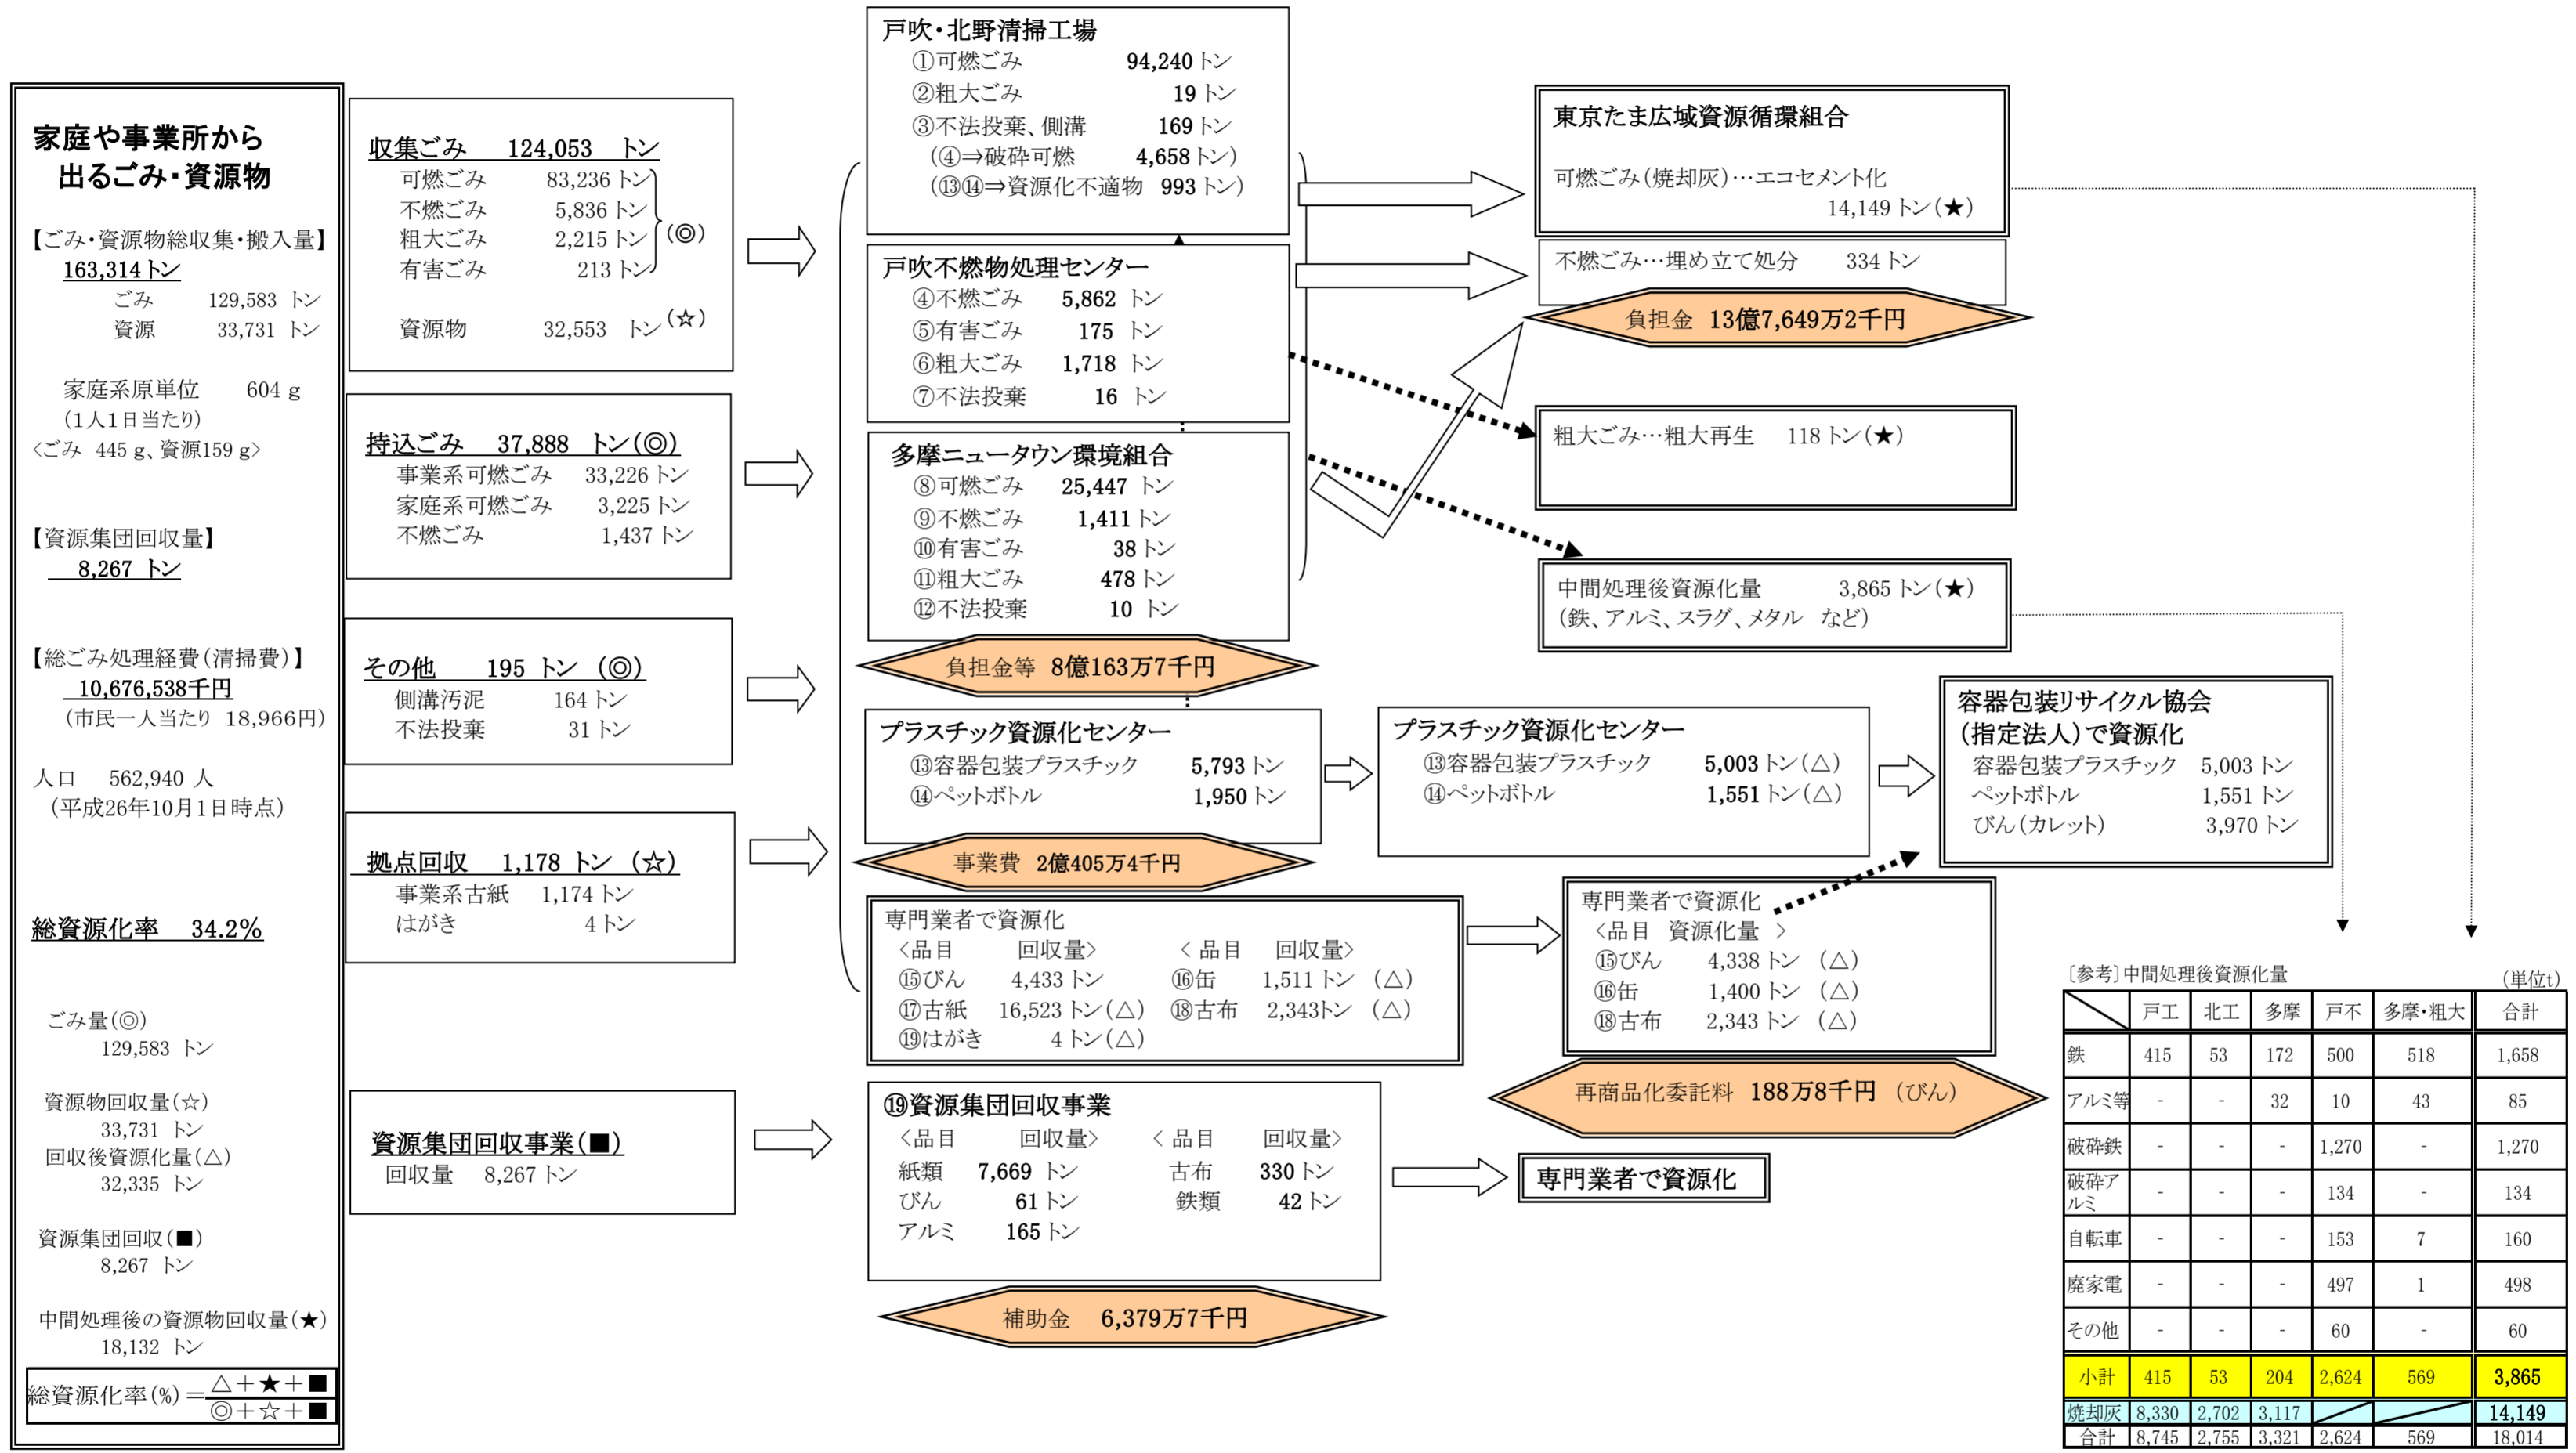 家庭や事業所から
出るごみ・資源物
【ごみ・資源物総収集・搬入量】
163,314トン
ごみ 129,583 トン
資源 33,731 トン
家庭系原単位 604 g
(1人1日当たり)
<ごみ 445 g、資源159 g>
【資源集団回収量】
8,267 トン
【総ごみ処理経費(清掃費)】
10,676,538千円
(市民一人当たり 18,966円)
人口 562,940 人
(平成26年10月1日時点)
総資源化率 34.2%
ごみ量(◎)
129,583 トン
資源物回収量(☆)
33,731 トン
回収後資源化量(△)
32,335 トン
資源集団回収(■)
8,267 トン
中間処理後の資源物回収量(★)
18,132 トン
総資源化率(%)=
△+★+■
◎+☆+■
収集ごみ 124,053 トン
可燃ごみ 83,236 トン
不燃ごみ 5,836 トン
粗大ごみ 2,215 トン (◎)
有害ごみ 213 トン
資源物 32,553 トン (☆)
持込ごみ 37,888 トン(◎)
事業系可燃ごみ 33,226 トン
家庭系可燃ごみ 3,225 トン
不燃ごみ 1,437 トン
その他 195 トン (◎)
側溝汚泥 164 トン
不法投棄 31 トン
拠点回収 1,178 トン (☆)
事業系古紙 1,174 トン
はがき 4 トン
資源集団回収事業(■)
回収量 8,267 トン
戸吹・北野清掃工場
①可燃ごみ 94,240 トン
②粗大ごみ 19 トン
③不法投棄、側溝 169 トン
(④⇒破砕可燃 4,658 トン)
(⑬⑭⇒資源化不適物 993 トン)
戸吹不燃物処理センター
④不燃ごみ 5,862 トン
⑤有害ごみ 175 トン
⑥粗大ごみ 1,718 トン
⑦不法投棄 16 トン
多摩ニュータウン環境組合
⑧可燃ごみ 25,447 トン
⑨不燃ごみ 1,411 トン
⑩有害ごみ 38 トン
⑪粗大ごみ 478 トン
⑫不法投棄 10 トン
負担金等 8億163万7千円
プラスチック資源化センター
⑬容器包装プラスチック 5,793 トン
⑭ペットボトル 1,950 トン
事業費 2億405万4千円
専門業者で資源化
<品目 回収量> < 品目 回収量>
⑮びん 4,433 トン ⑯缶 1,511 トン (△)
⑰古紙 16,523 トン(△) ⑱古布 2,343トン (△)
⑲はがき 4 トン(△)
⑲資源集団回収事業
<品目 回収量> < 品目 回収量>
紙類 7,669 トン 古布 330 トン
びん 61 トン 鉄類 42 トン
アルミ 165 トン
補助金 6,379万7千円
東京たま広域資源循環組合
可燃ごみ(焼却灰)…エコセメント化
14,149 トン(★)
不燃ごみ…埋め立て処分 334 トン
負担金 13億7,649万2千円
粗大ごみ…粗大再生 118 トン(★)
中間処理後資源化量 3,865 トン(★)
(鉄、アルミ、スラグ、メタル など)
プラスチック資源化センター
⑬容器包装プラスチック 5,003 トン(△)
⑭ペットボトル 1,551 トン(△)
容器包装リサイクル協会
(指定法人)で資源化
容器包装プラスチック 5,003 トン
ペットボトル 1,551 トン
びん(カレット) 3,970 トン
専門業者で資源化
<品目 資源化量 >
⑮びん 4,338 トン (△)
⑯缶 1,400 トン (△)
⑱古布 2,343 トン (△)
再商品化委託料 188万8千円 (びん)
専門業者で資源化
〔参考〕中間処理後資源化量 (単位t)
戸工 北工 多摩 戸不 多摩・粗大 合計
鉄 415 53 172 500 518 1,658
アルミ等 - - 32 10 43 85
破砕鉄 - - - 1,270 - 1,270
破砕アルミ - - - 134 - 134
自転車 - - - 153 7 160
廃家電 - - - 497 1 498
その他 - - - 60 - 60
小計 415 53 204 2,624 569 3,865
焼却灰 8,330 2,702 3,117 14,149
合計 8,745 2,755 3,321 2,624 569 18,014